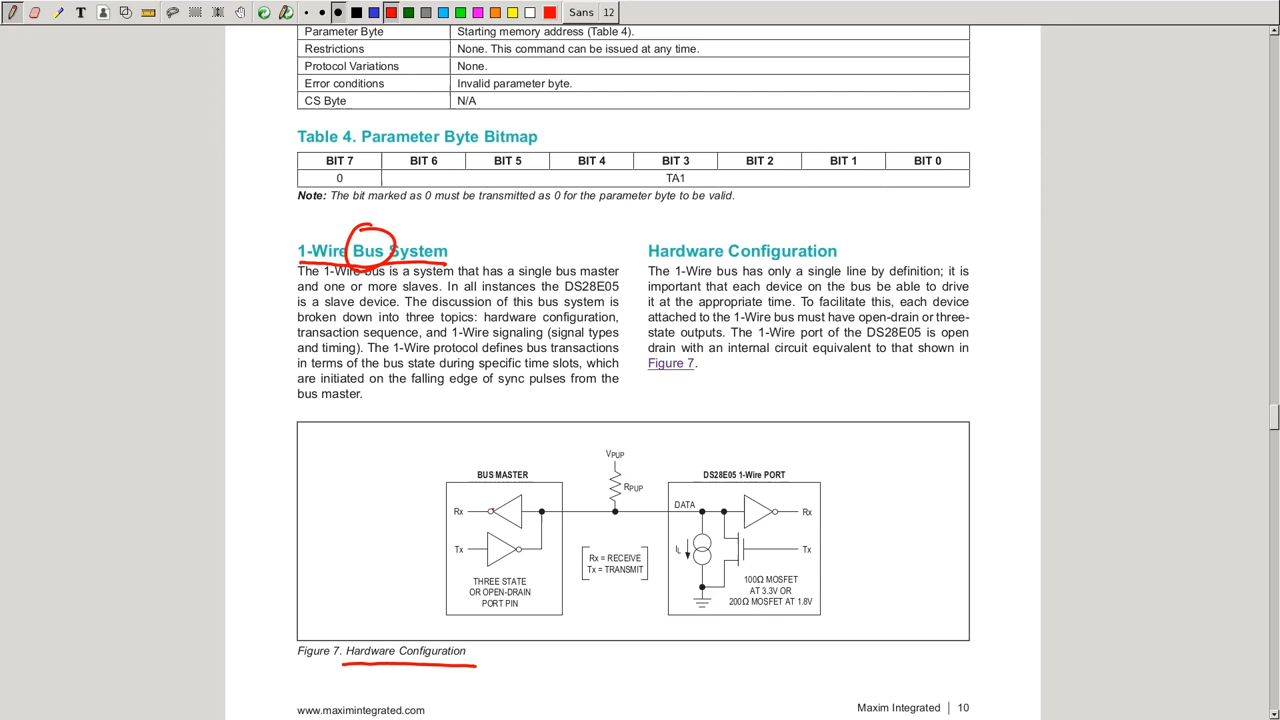 Sans 12
Parameter Byte Starting memory address (Table 4).
Restrictions None. This command can be issued at any time.
Protocol Variations None.
Error conditions Invalid parameter byte.
CS Byte N/A
Table 4. Parameter Byte Bitmap
BIT 7 BIT 6 BIT 5 BIT 4 BIT 3 BIT 2 BIT 1 BIT 0
0 TA1
Note: The bit marked as 0 must be transmitted as 0 for the parameter byte to be valid.
1-Wire Bus System
The 1-Wire bus is a system that has a single bus master
and one or more slaves. In all instances the DS28E05
is a slave device. The discussion of this bus system is
broken down into three topics: hardware configuration,
transaction sequence, and 1-Wire signaling (signal types
and timing). The 1-Wire protocol defines bus transactions
in terms of the bus state during specific time slots, which
are initiated on the falling edge of sync pulses from the
bus master.
Hardware Configuration
The 1-Wire bus has only a single line by definition; it is
important that each device on the bus be able to drive
it at the appropriate time. To facilitate this, each device
attached to the 1-Wire bus must have open-drain or three-
state outputs. The 1-Wire port of the DS28E05 is open
drain with an internal circuit equivalent to that shown in
Figure 7.
BUS MASTER
Rx
Tx
THREE STATE
OR OPEN-DRAIN
PORT PIN
VPUP
RPUP
Rx = RECEIVE
Tx = TRANSMIT
DS28E05 1-Wire PORT
DATA
Rx
IL
Tx
100Ω MOSFET
AT 3.3V OR
200Ω MOSFET AT 1.8V
Figure 7. Hardware Configuration
www.maximintegrated.com Maxim Integrated | 10